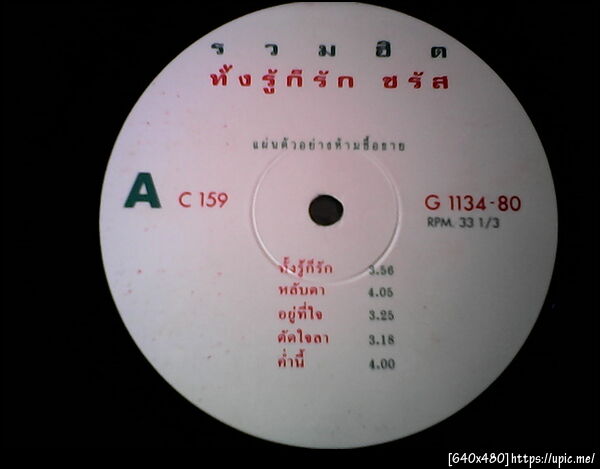 รวมฮิต
ทั้งรู้ก็รัก ชรัส
แผ่นตัวอย่างห้ามซื้อขาย
A C 159 G 1134-80
RPM. 33 1/3
ทั้งรู้ก็รัก 3.56
หลับตา 4.05
อยู่ที่ใจ 3.25
ตัดใจลา 3.18
ค่ำนี้ 4.00
[640x480]https://upic.me/